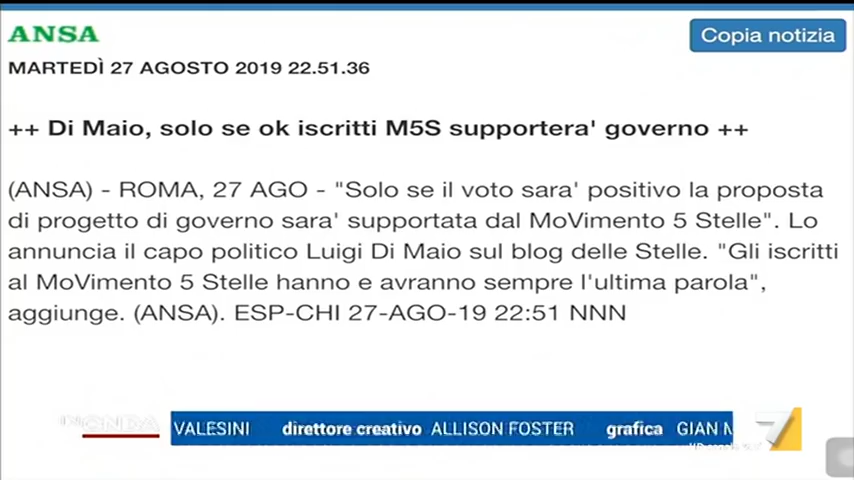 ANSA
Copia notizia
MARTEDÌ 27 AGOSTO 2019 22.51.36
++ Di Maio, solo se ok iscritti M5S supportera' governo ++
(ANSA) - ROMA, 27 AGO - "Solo se il voto sara' positivo la proposta
di progetto di governo sara' supportata dal MoVimento 5 Stelle". Lo
annuncia il capo politico Luigi Di Maio sul blog delle Stelle. "Gli iscritti
al MoVimento 5 Stelle hanno e avranno sempre l'ultima parola",
aggiunge. (ANSA). ESP-CHI 27-AGO-19 22:51 NNN
IN ONDA
VALESINI direttore creativo ALLISON FOSTER grafica GIAN M
7